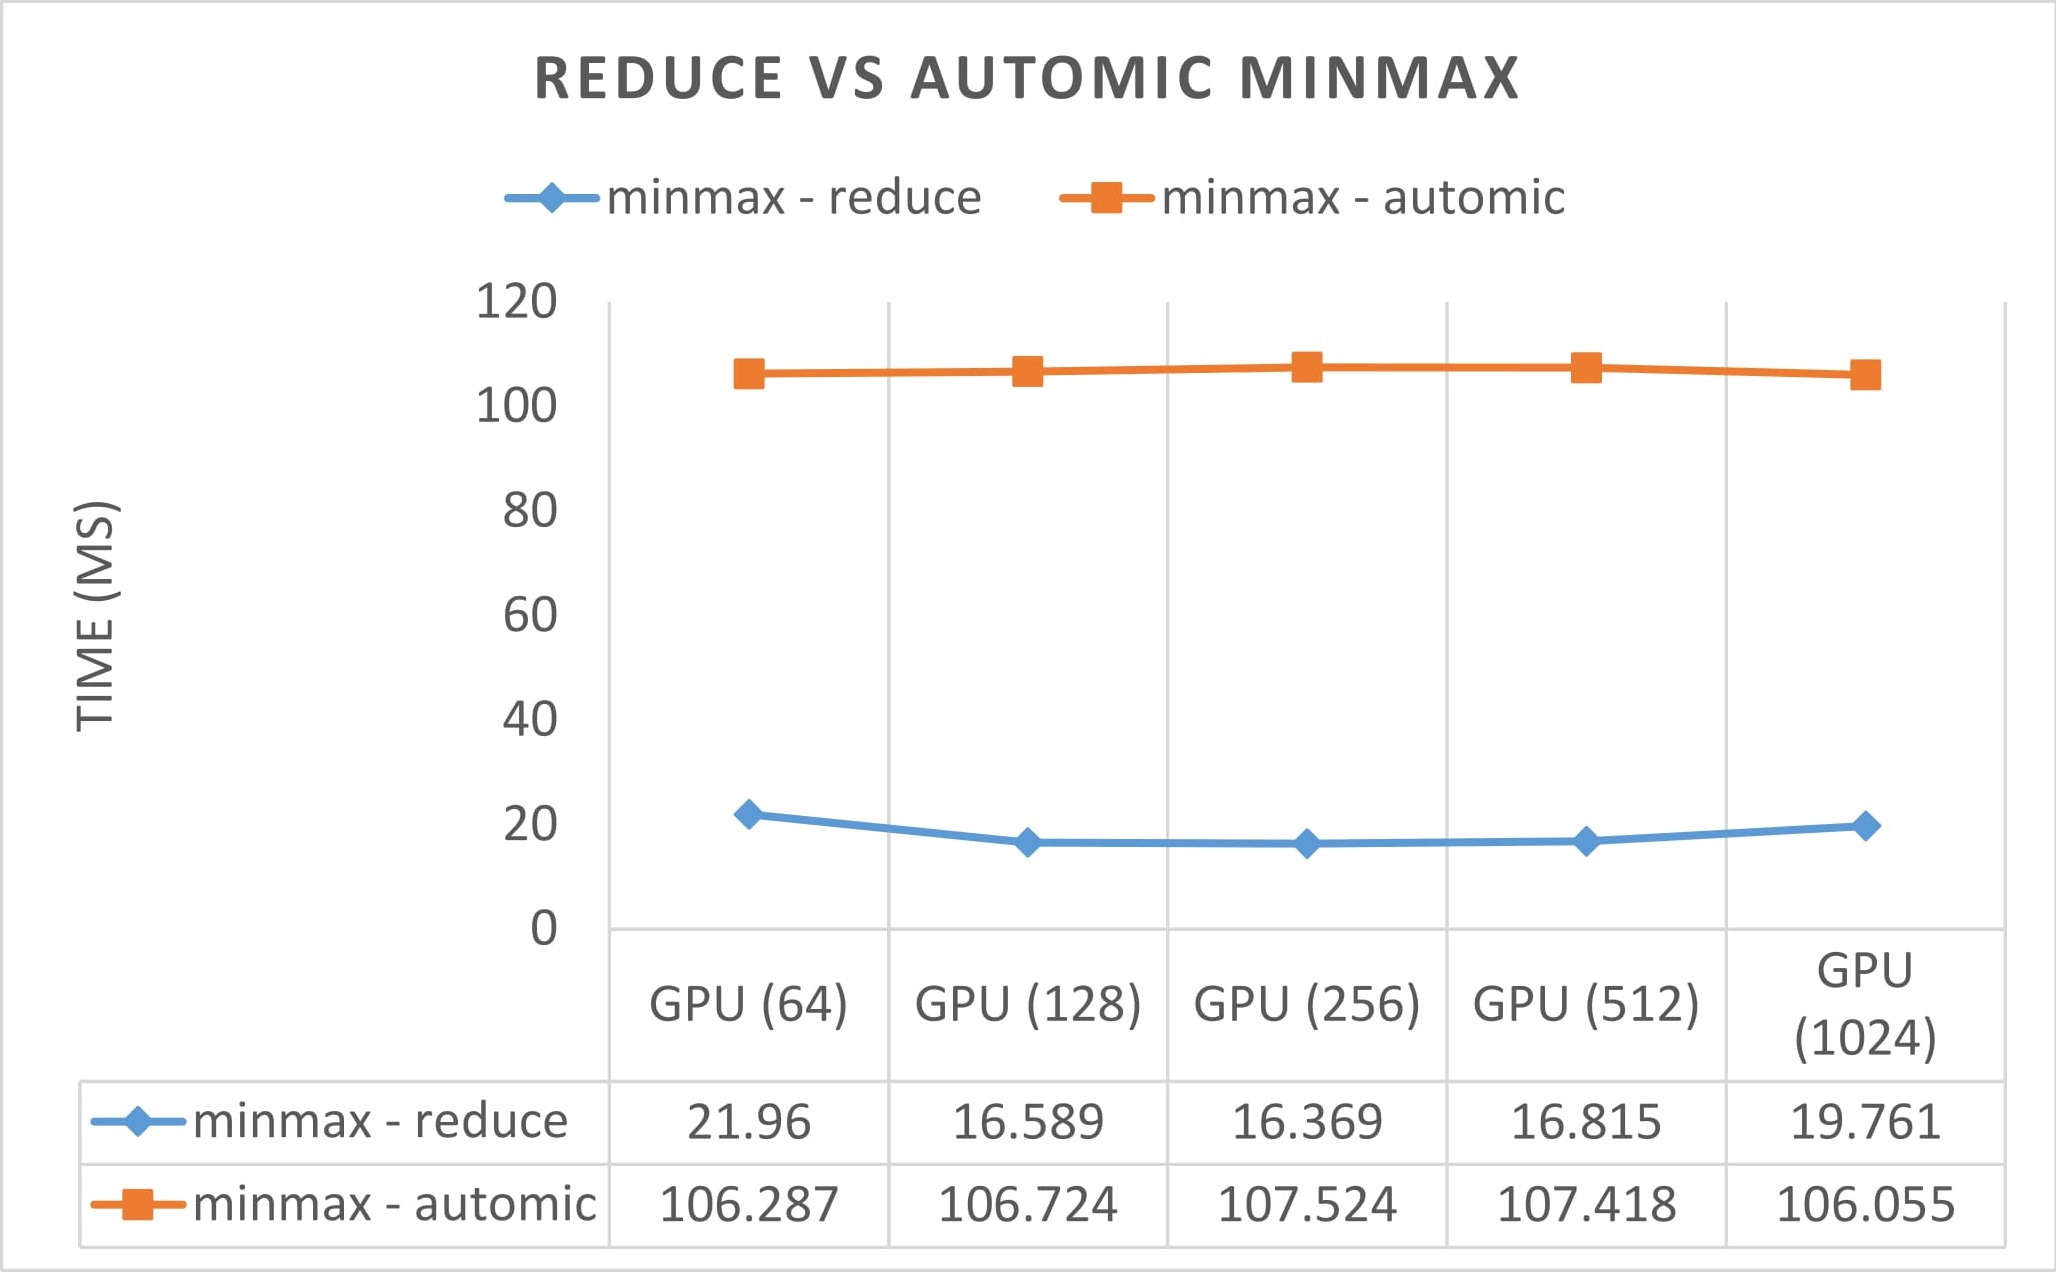 REDUCE VS AUTOMIC MINMAX
minmax - reduce minmax - automic
TIME (MS)
120
100
80
60
40
20
0
GPU (64) GPU (128) GPU (256) GPU (512) GPU (1024)
minmax - reduce 21.96 16.589 16.369 16.815 19.761
minmax - automic 106.287 106.724 107.524 107.418 106.055